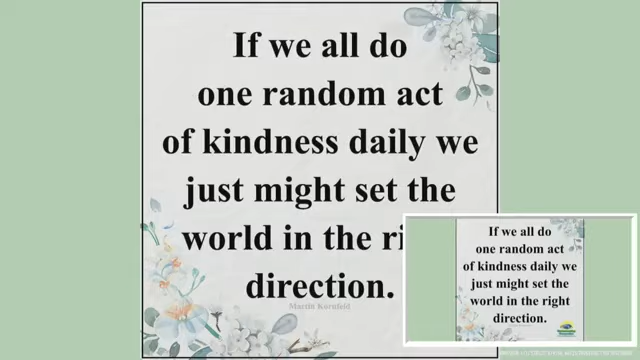 If we all do
one random act
of kindness daily we
just might set the
world in the ri
direction.
Martin Kornfeld
If we all do
one random act
of kindness daily we
just might set the
world in the right
direction.